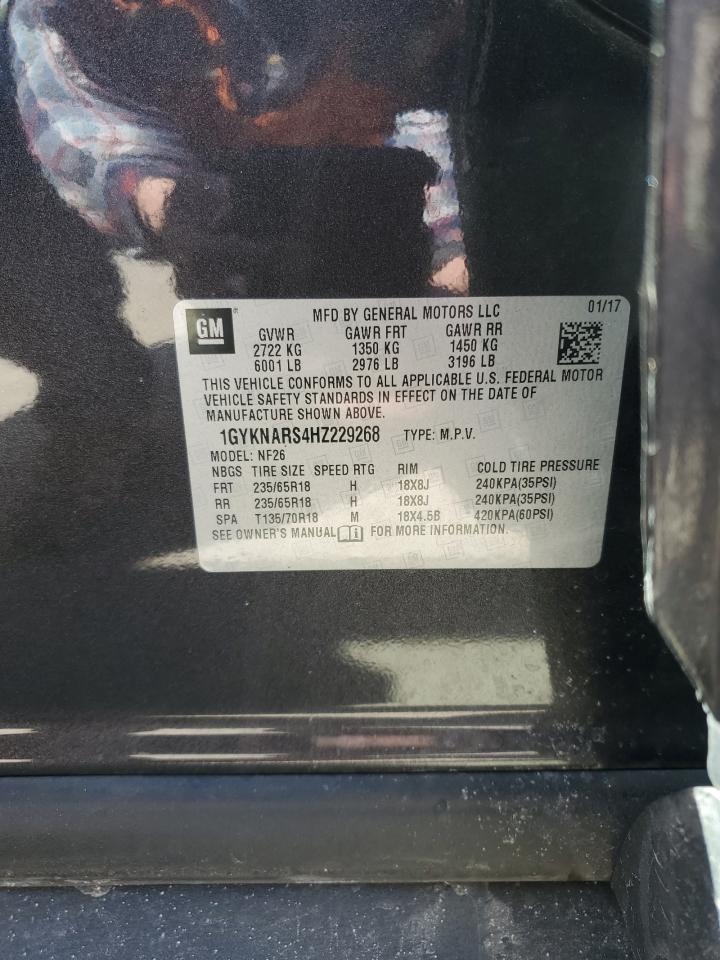 GM
MFD BY GENERAL MOTORS LLC 01/17
GVWR GAWR FRT GAWR RR
2722 KG 1350 KG 1450 KG
6001 LB 2976 LB 3196 LB
THIS VEHICLE CONFORMS TO ALL APPLICABLE U.S. FEDERAL MOTOR
VEHICLE SAFETY STANDARDS IN EFFECT ON THE DATE OF
MANUFACTURE SHOWN ABOVE.
1GYKNARS4HZ229268 TYPE: M.P.V.
MODEL: NF26
NBGS TIRE SIZE SPEED RTG RIM COLD TIRE PRESSURE
FRT 235/65R18 H 18X8J 240KPA(35PSI)
RR 235/65R18 H 18X8J 240KPA(35PSI)
SPA T135/70R18 M 18X4.5B 420KPA(60PSI)
SEE OWNER'S MANUAL FOR MORE INFORMATION.